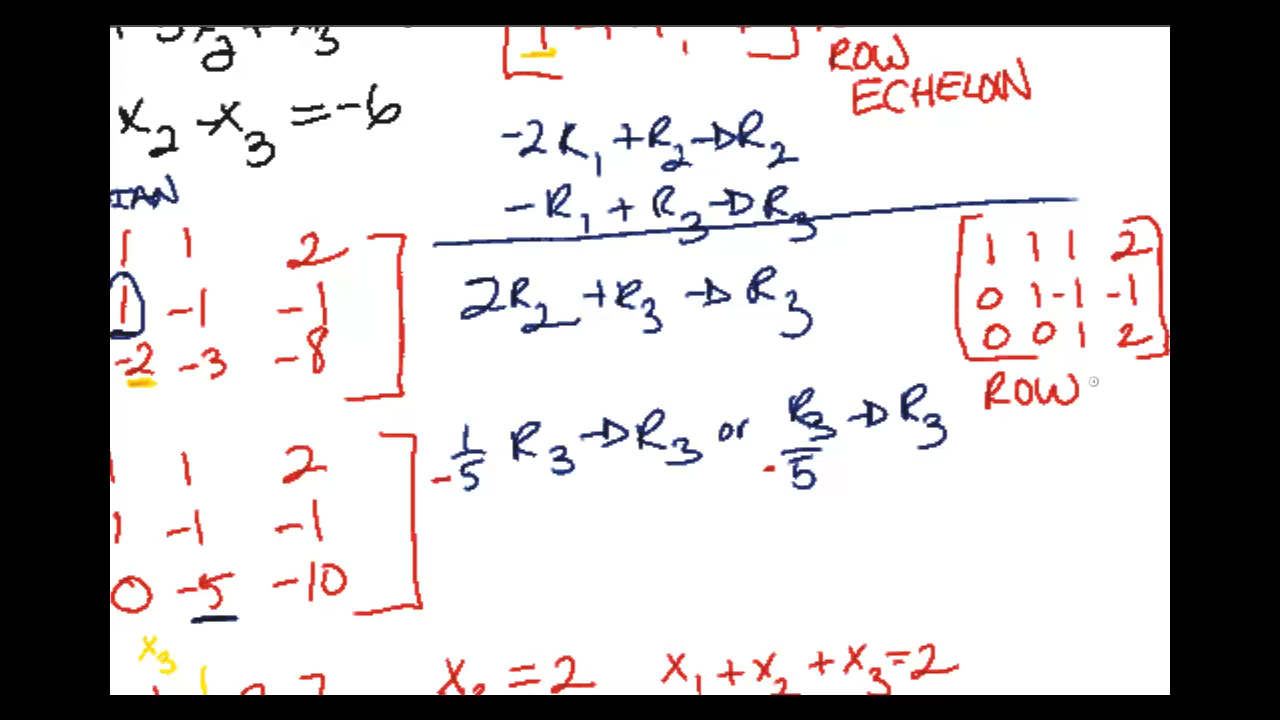 x₂ - x₃ = -6
ROW
ECHELON
-2R₁ + R₂ → R₂
-R₁ + R₃ → R₃
IAN
1 1 2
1 -1 -1
-2 -3 -8
2R₂ + R₃ → R₃
1 1 1 2
0 1 -1 -1
0 0 1 2
ROW
-1/5 R₃ → R₃ or R₃/-5 → R₃
1 1 2
1 -1 -1
0 -5 -10
x₃
= 2
x₁ + x₂ + x₃ = 2